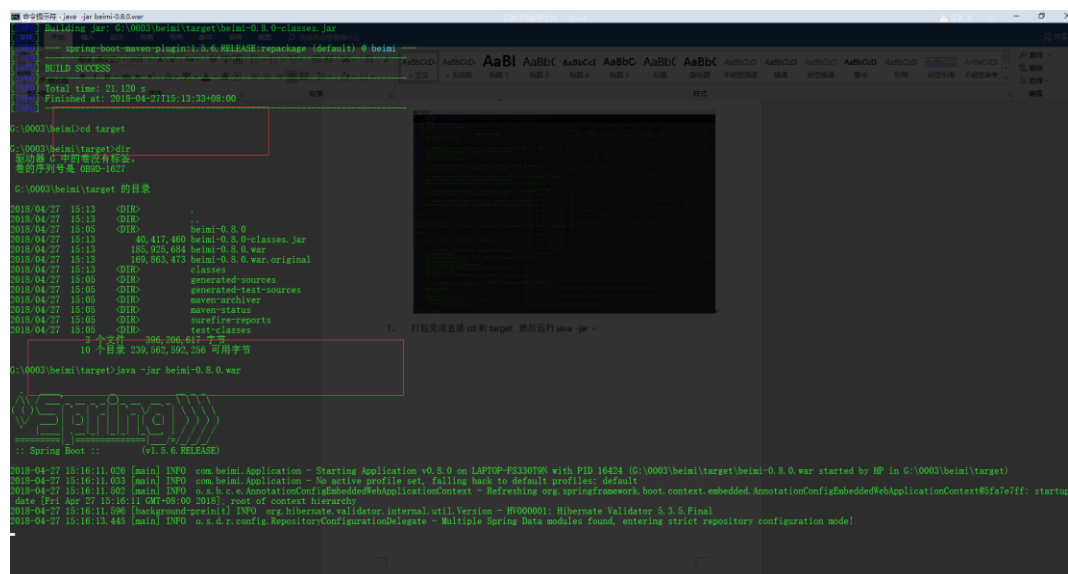 命令提示符 - java -jar beimi-0.8.0.war
[INFO] Building jar: G:\0003\beimi\target\beimi-0.8.0-classes.jar
[INFO]
[INFO] --- spring-boot-maven-plugin:1.5.6.RELEASE:repackage (default) @ beimi ---
[INFO]
[INFO] BUILD SUCCESS
[INFO]
[INFO] Total time: 21.120 s
[INFO] Finished at: 2018-04-27T15:13:33+08:00
[INFO]
G:\0003\beimi>cd target
G:\0003\beimi\target>dir
驱动器 G 中的卷没有标签。
卷的序列号是 0B9D-1627
G:\0003\beimi\target 的目录
2018/04/27 15:13 <DIR> .
2018/04/27 15:13 <DIR> ..
2018/04/27 15:05 <DIR> beimi-0.8.0
2018/04/27 15:13 40,417,460 beimi-0.8.0-classes.jar
2018/04/27 15:13 185,925,684 beimi-0.8.0.war
2018/04/27 15:13 169,863,473 beimi-0.8.0.war.original
2018/04/27 15:13 <DIR> classes
2018/04/27 15:05 <DIR> generated-sources
2018/04/27 15:05 <DIR> generated-test-sources
2018/04/27 15:05 <DIR> maven-archiver
2018/04/27 15:05 <DIR> maven-status
2018/04/27 15:05 <DIR> surefire-reports
2018/04/27 15:05 <DIR> test-classes
3 个文件 396,206,617 字节
10 个目录 239,562,592,256 可用字节
7. 打包完成直接 cd 到 target, 然后运行 java -jar
G:\0003\beimi\target>java -jar beimi-0.8.0.war
Spring
:: Spring Boot :: (v1.5.6.RELEASE)
2018-04-27 15:16:11.026 [main] INFO com.beimi.Application - Starting Application v0.8.0 on LAPTOP-FS330T9N with PID 16424 (G:\0003\beimi\target\beimi-0.8.0.war started by HP in G:\0003\beimi\target)
2018-04-27 15:16:11.033 [main] INFO com.beimi.Application - No active profile set, falling back to default profiles: default
2018-04-27 15:16:11.502 [main] INFO o.s.b.c.e.AnnotationConfigEmbeddedWebApplicationContext - Refreshing org.springframework.boot.context.embedded.AnnotationConfigEmbeddedWebApplicationContext@5fa7e7ff: startup
date [Fri Apr 27 15:16:11 GMT+08:00 2018]; root of context hierarchy
2018-04-27 15:16:11.596 [background-preinit] INFO org.hibernate.validator.internal.util.Version - HV000001: Hibernate Validator 5.3.5.Final
2018-04-27 15:16:13.445 [main] INFO o.s.d.r.config.RepositoryConfigurationDelegate - Multiple Spring Data modules found, entering strict repository configuration mode!